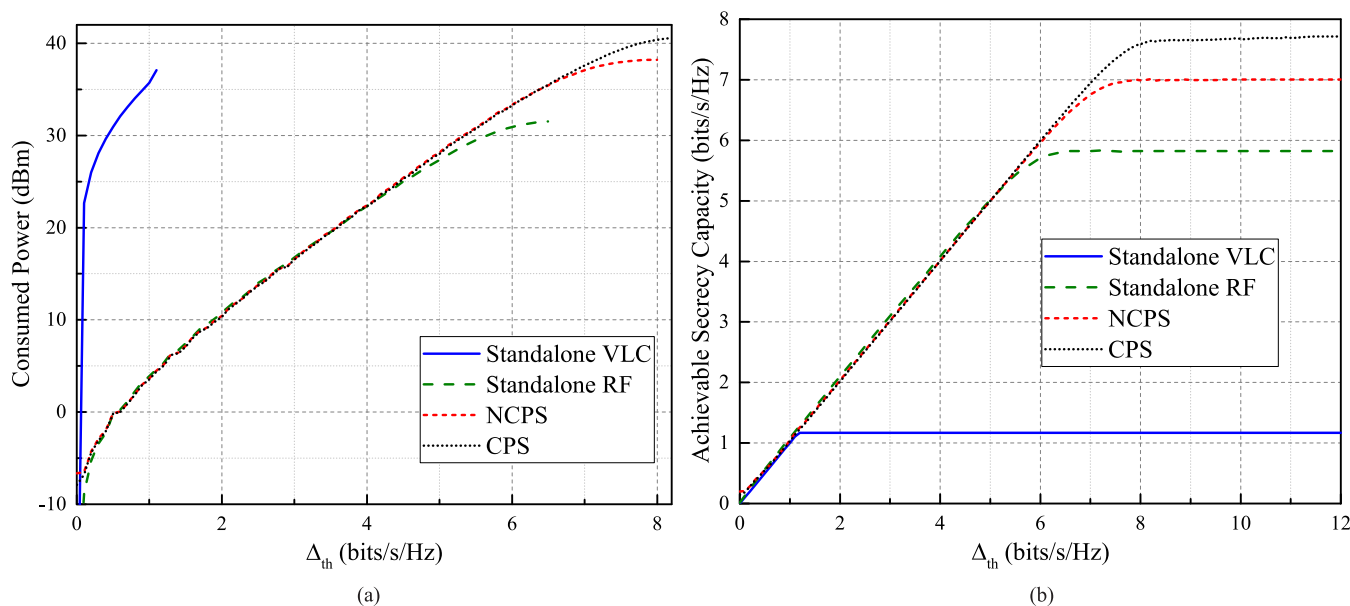 Consumed Power (dBm)
40
30
20
10
0
-10
0
2
4
6
8
Δth (bits/s/Hz)
Standalone VLC
Standalone RF
NCPS
CPS
(a)
Achievable Secrecy Capacity (bits/s/Hz)
8
7
6
5
4
3
2
1
0
0
2
4
6
8
10
12
Δth (bits/s/Hz)
Standalone VLC
Standalone RF
NCPS
CPS
(b)